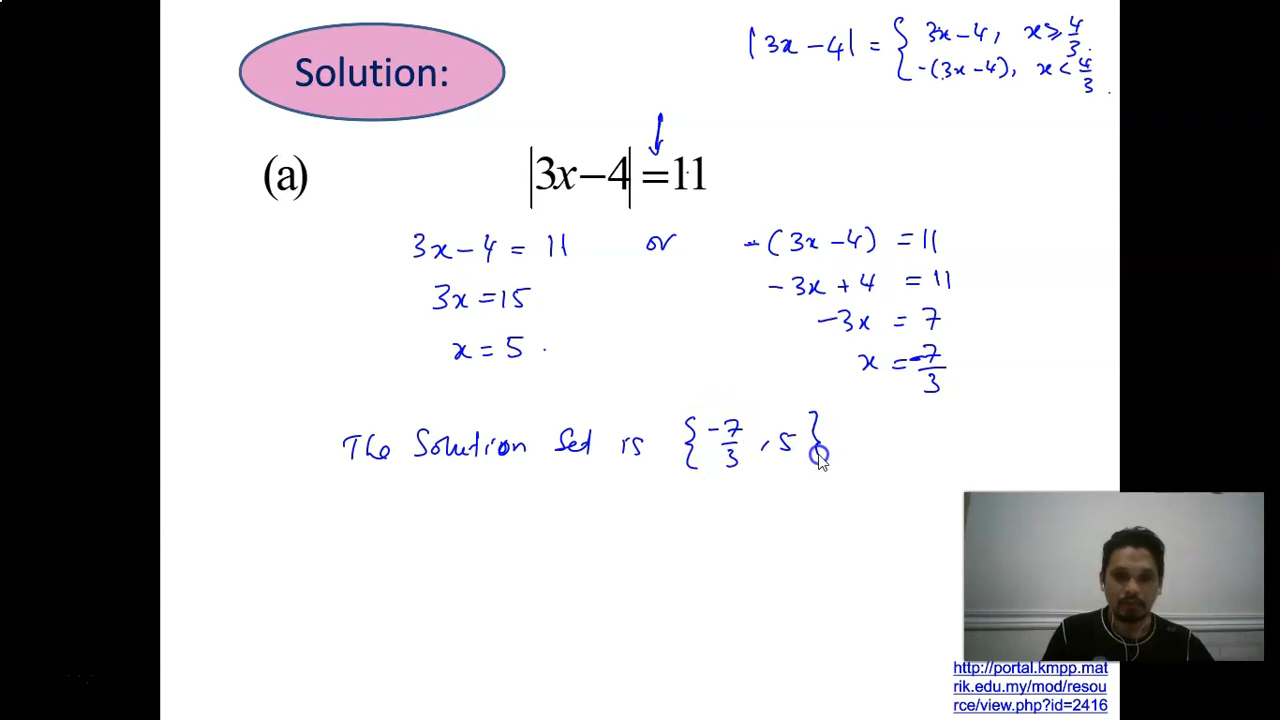 Solution:
|3x - 4| = { 3x - 4, x ≥ 4/3.
-(3x - 4), x < 4/3.
(a) |3x - 4| = 11
3x - 4 = 11 or -(3x - 4) = 11
3x = 15 -3x + 4 = 11
x = 5 -3x = 7
x = -7/3
The Solution Set is {-7/3, 5}
http://portal.kmpp.mat
rik.edu.my/mod/resou
rce/view.php?id=2416